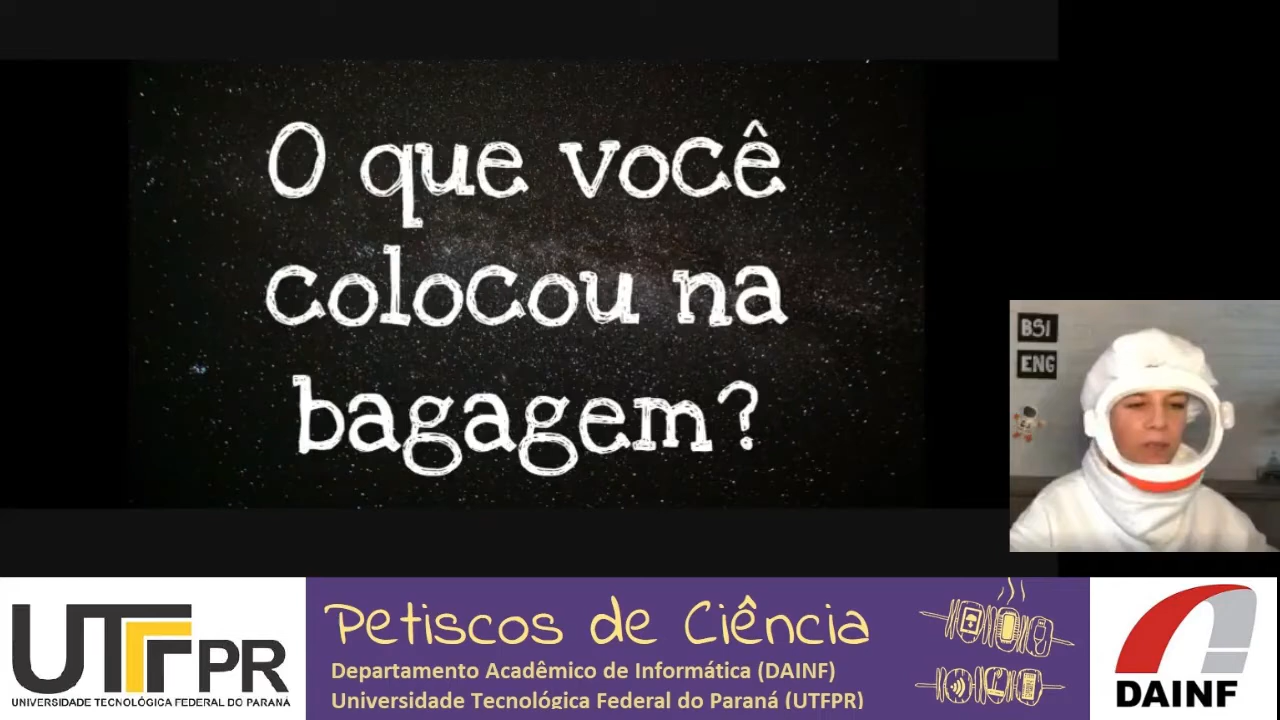 O que você
colocou na
bagagem?
BSI
ENG
UTFPR
UNIVERSIDADE TECNOLÓGICA FEDERAL DO PARANÁ
Petiscos de Ciência
Departamento Acadêmico de Informática (DAINF)
Universidade Tecnológica Federal do Paraná (UTFPR)
DAINF